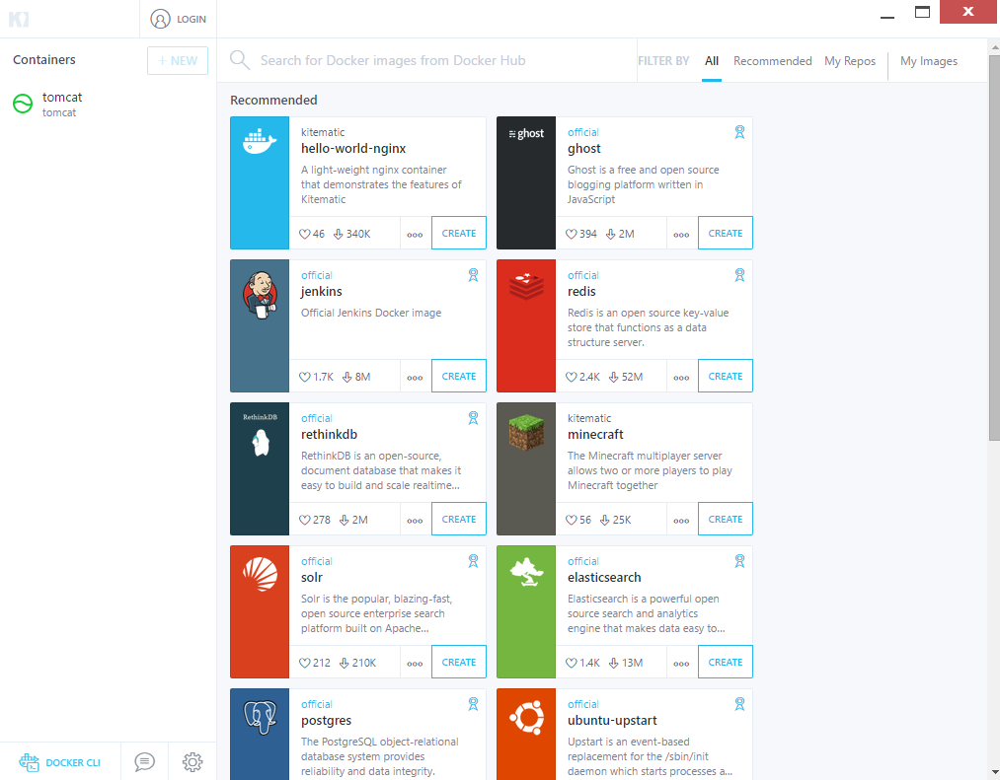 LOGIN
Containers
+ NEW
tomcat
tomcat
Search for Docker images from Docker Hub
FILTER BY
All
Recommended
My Repos
My Images
Recommended
kitematic
hello-world-nginx
A light-weight nginx container
that demonstrates the features of
Kitematic
46
340K
CREATE
ghost
official
ghost
Ghost is a free and open source
blogging platform written in
JavaScript
394
2M
CREATE
official
jenkins
Official Jenkins Docker image
1.7K
8M
CREATE
official
redis
Redis is an open source key-value
store that functions as a data
structure server.
2.4K
52M
CREATE
RethinkDB
official
rethinkdb
RethinkDB is an open-source,
document database that makes it
easy to build and scale realtime...
278
2M
CREATE
kitematic
minecraft
The Minecraft multiplayer server
allows two or more players to play
Minecraft together
56
25K
CREATE
official
solr
Solr is the popular, blazing-fast,
open source enterprise search
platform built on Apache...
212
210K
CREATE
official
elasticsearch
Elasticsearch is a powerful open
source search and analytics
engine that makes data easy to...
1.4K
13M
CREATE
official
postgres
The PostgreSQL object-relational
database system provides
reliability and data integrity.
official
ubuntu-upstart
Upstart is an event-based
replacement for the /sbin/init
daemon which starts processes a...
DOCKER CLI